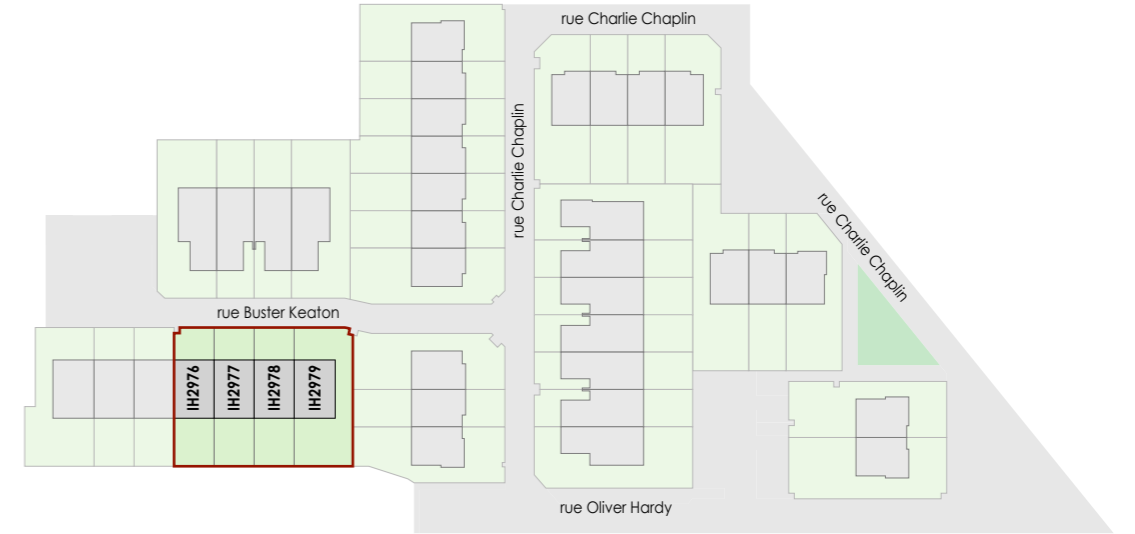 rue Charlie Chaplin
rue Charlie Chaplin
rue Charlie Chaplin
rue Buster Keaton
IH2976
IH2977
IH2978
IH2979
rue Oliver Hardy